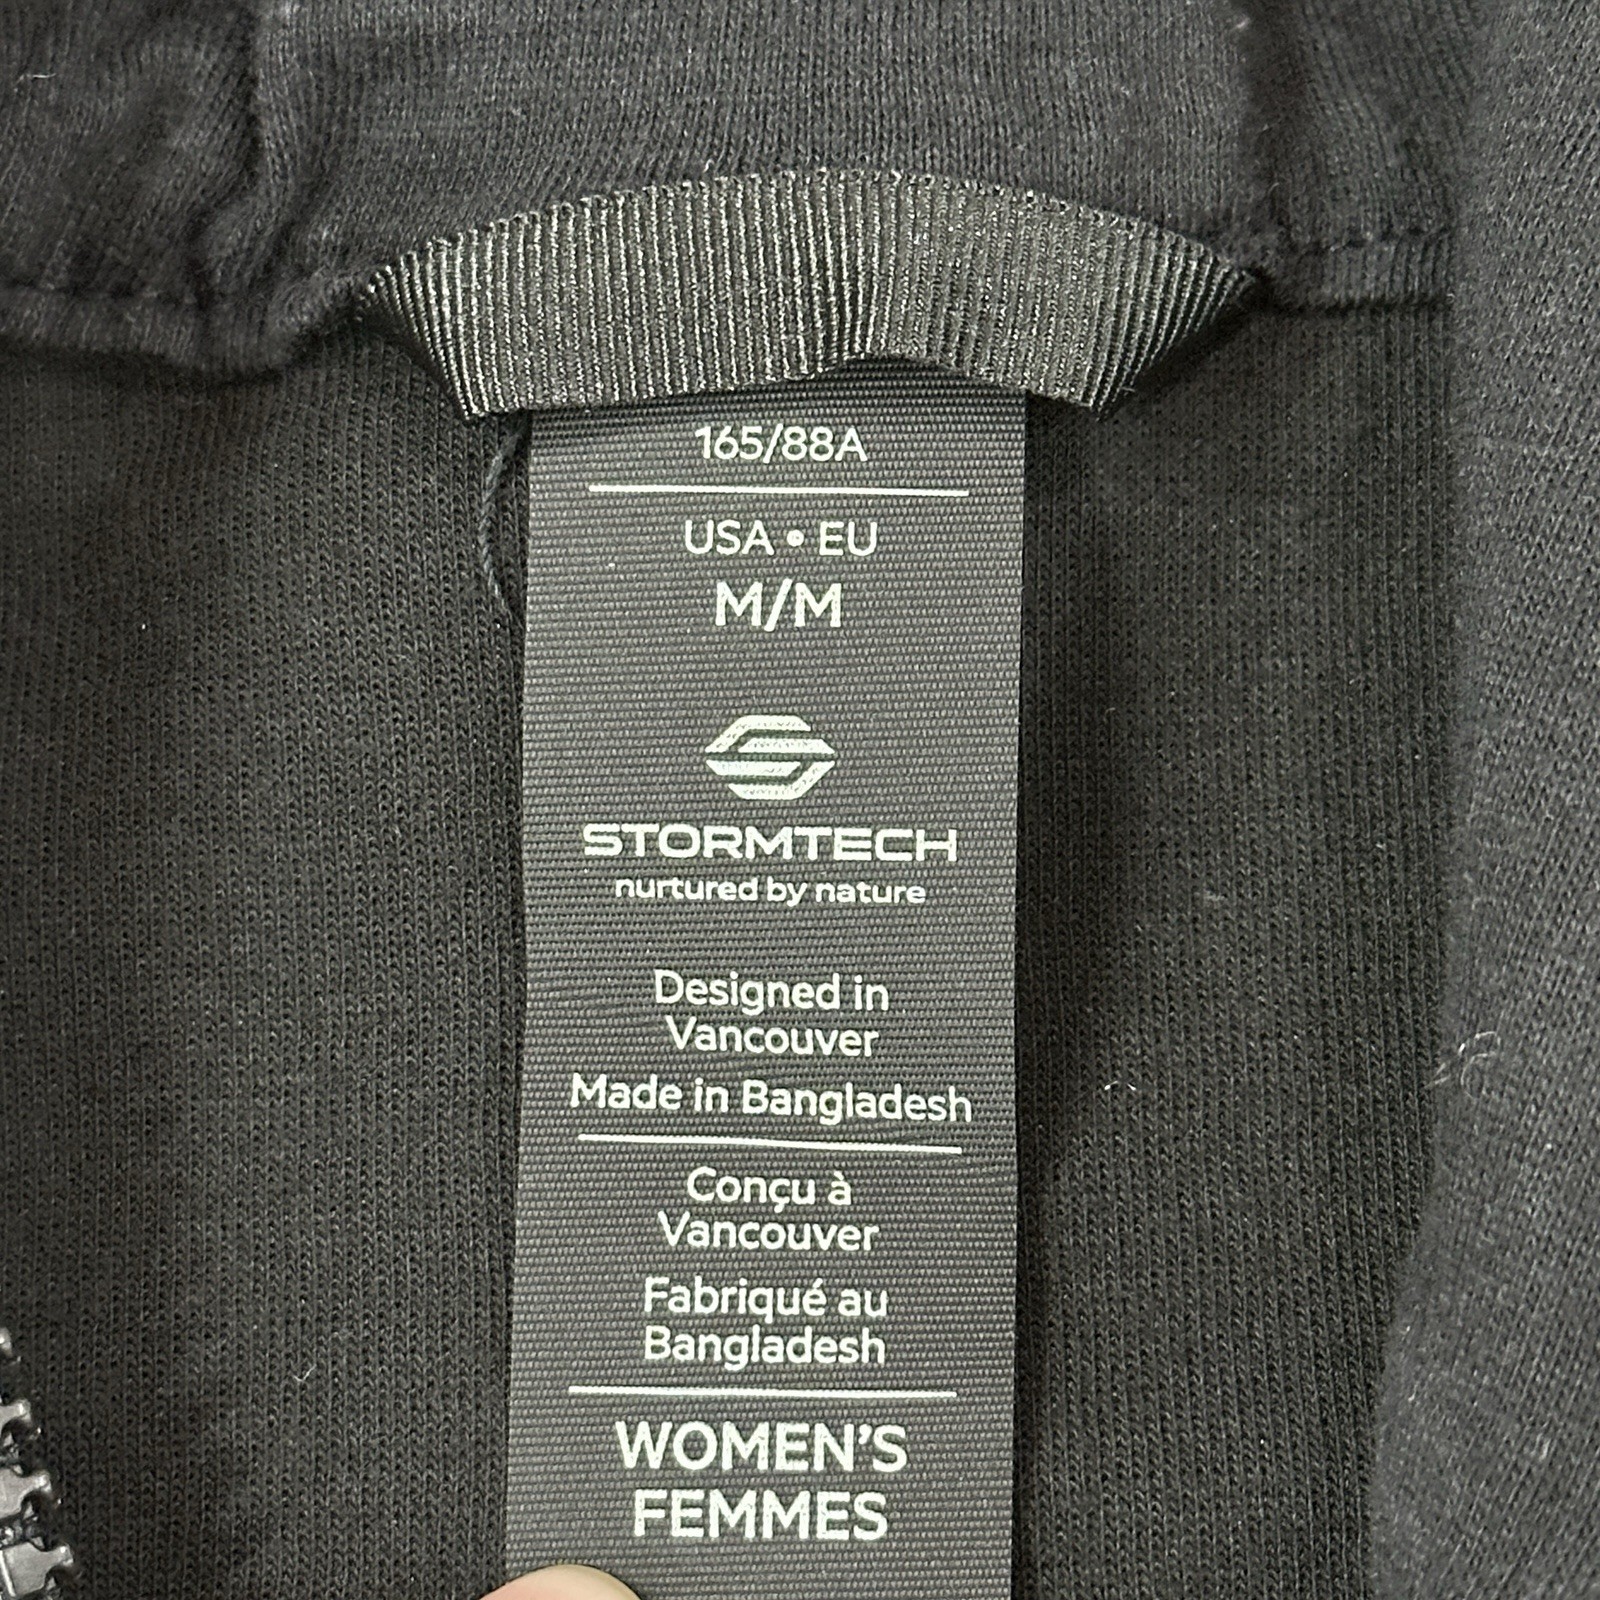 165/88A
USA • EU
M/M
STORMTECH
nurtured by nature
Designed in
Vancouver
Made in Bangladesh
Conçu à
Vancouver
Fabriqué au
Bangladesh
WOMEN'S
FEMMES